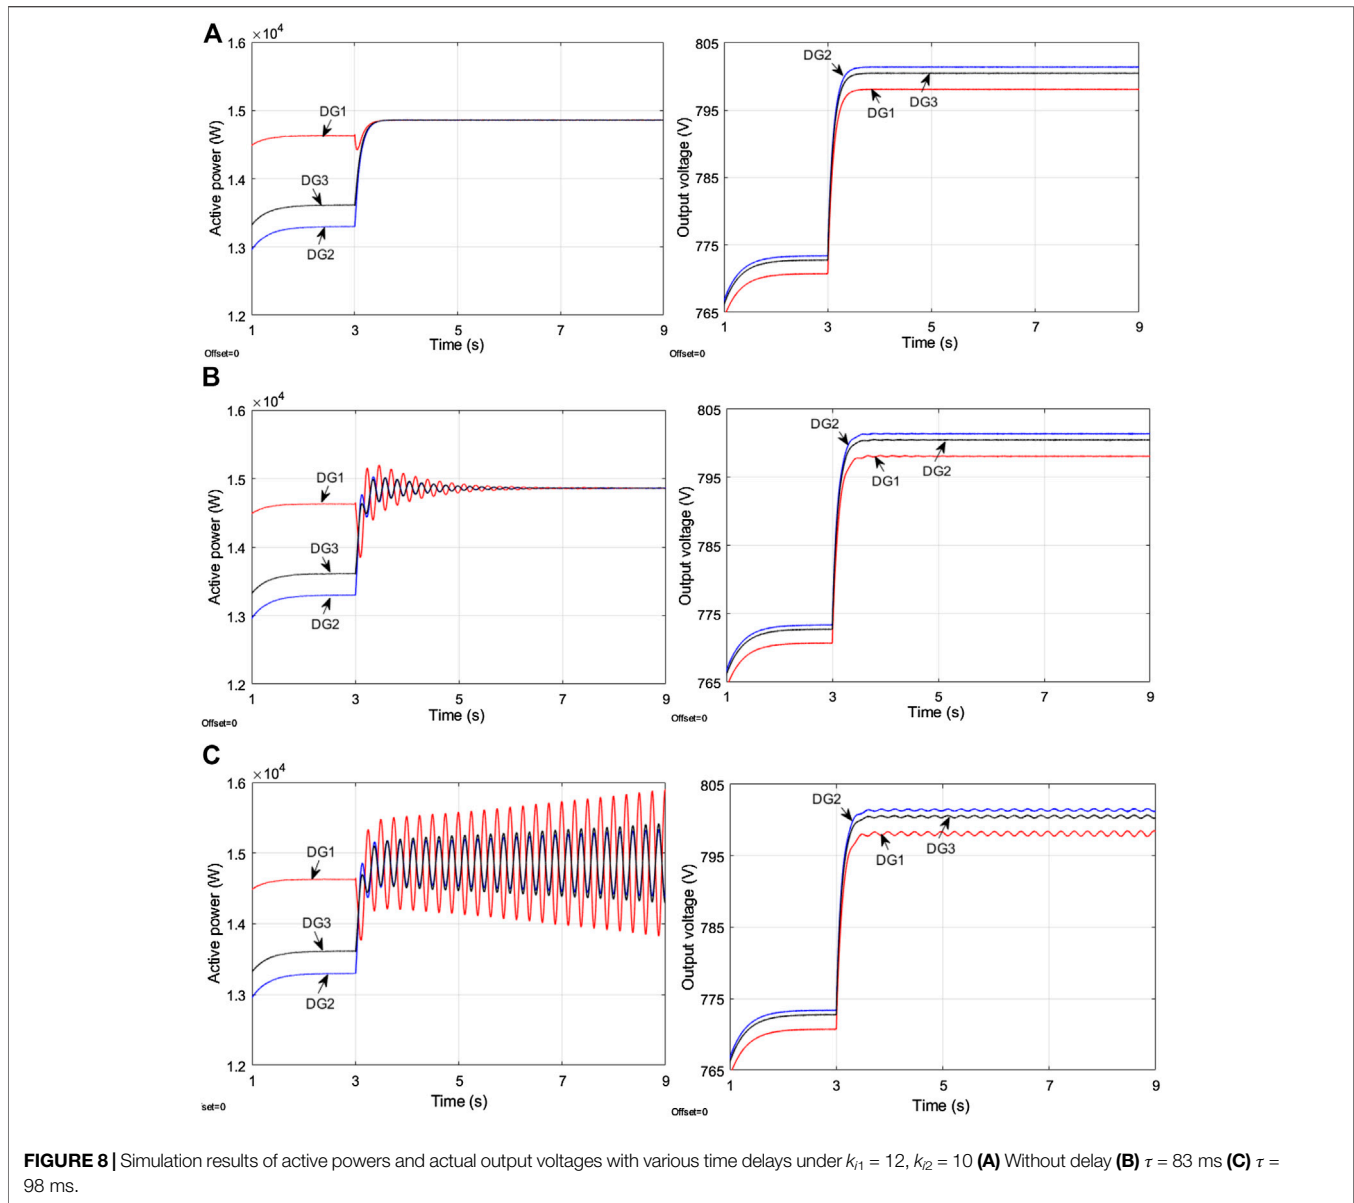 A
×10⁴
1.6
1.5
1.4
1.3
1.2
Active power (W)
DG1
DG3
DG2
1 3 5 7 9
Time (s)
Offset=0
805
795
785
775
765
Output voltage (V)
DG2
DG3
DG1
1 3 5 7 9
Time (s)
Offset=0
B
×10⁴
1.6
1.5
1.4
1.3
1.2
Active power (W)
DG1
DG3
DG2
1 3 5 7 9
Time (s)
Offset=0
805
795
785
775
765
Output voltage (V)
DG2
DG2
DG1
1 3 5 7 9
Time (s)
Offset=0
C
×10⁴
1.6
1.5
1.4
1.3
1.2
Active power (W)
DG1
DG3
DG2
1 3 5 7 9
Time (s)
set=0
805
795
785
775
765
Output voltage (V)
DG2
DG3
DG1
1 3 5 7 9
Time (s)
Offset=0
FIGURE 8 | Simulation results of active powers and actual output voltages with various time delays under kᵢ₁ = 12, kᵢ₂ = 10 (A) Without delay (B) τ = 83 ms (C) τ =
98 ms.